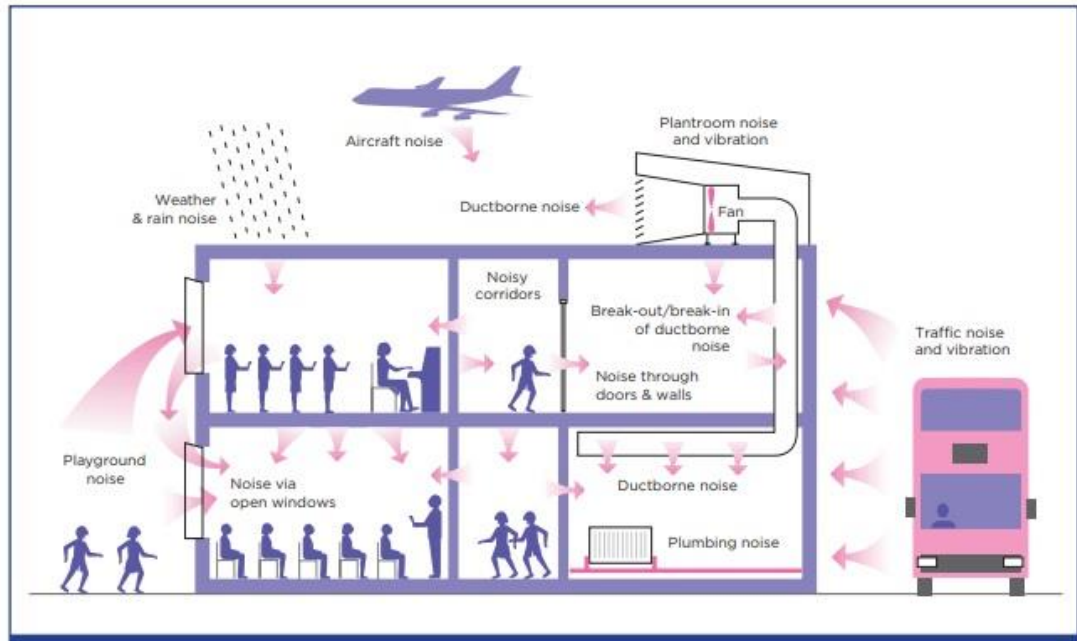 Aircraft noise
Plantroom noise
and vibration
Weather
& rain noise
Ductborne noise
Fan
Noisy
corridors
Break-out/break-in
of ductborne
noise
Traffic noise
and vibration
Noise through
doors & walls
Playground
noise
Noise via
open windows
Ductborne noise
Plumbing noise